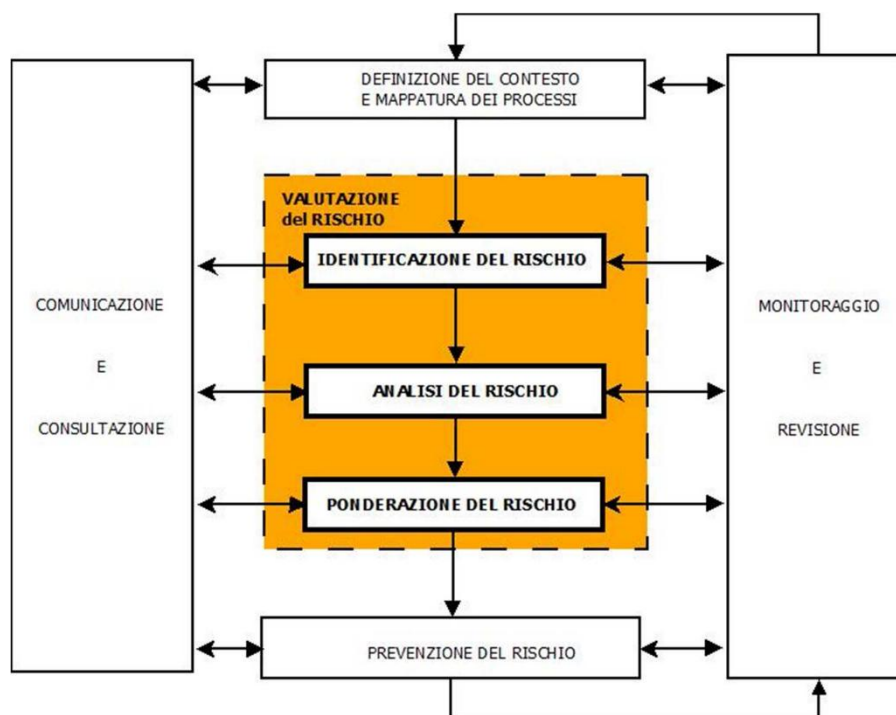 DEFINIZIONE DEL CONTESTO
E MAPPATURA DEI PROCESSI
VALUTAZIONE
del RISCHIO
IDENTIFICAZIONE DEL RISCHIO
ANALISI DEL RISCHIO
PONDERAZIONE DEL RISCHIO
PREVENZIONE DEL RISCHIO
COMUNICAZIONE
E
CONSULTAZIONE
MONITORAGGIO
E
REVISIONE